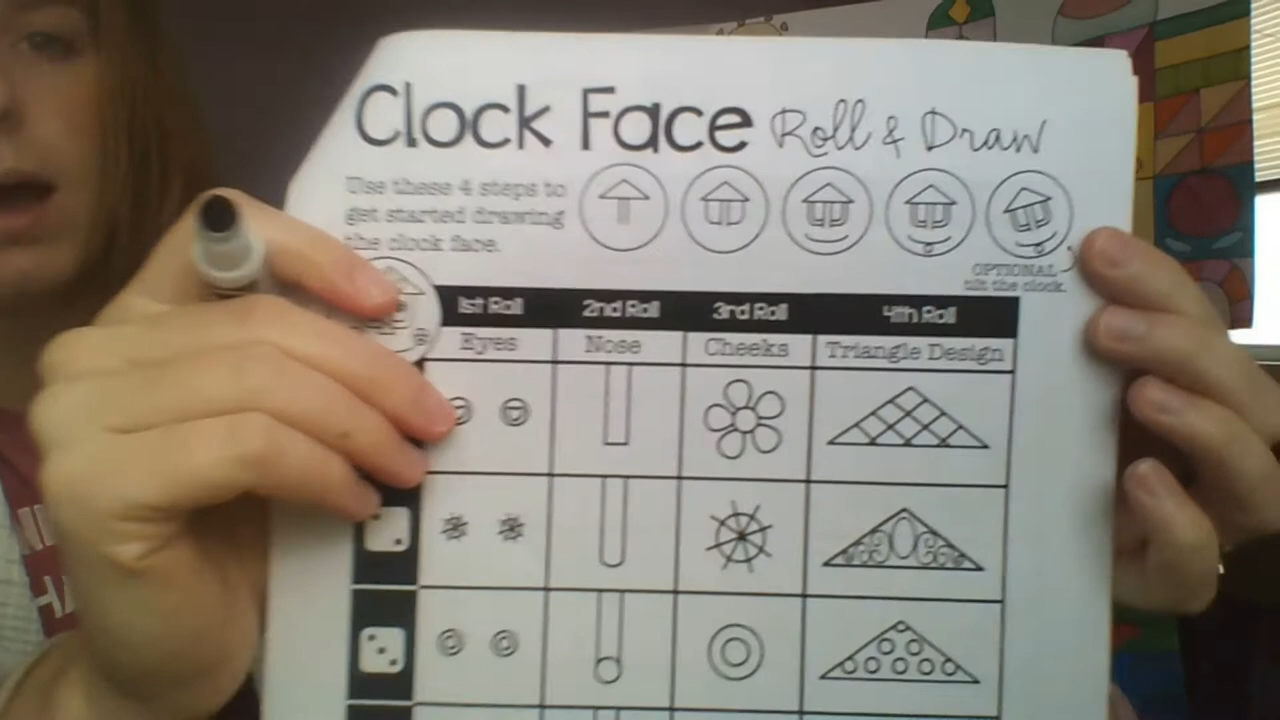 Clock Face Roll & Draw
Use these 4 steps to
get started drawing
the clock face.
OPTIONAL
tilt the clock.
1st Roll 2nd Roll 3rd Roll 4th Roll
Eyes Nose Cheeks Triangle Design